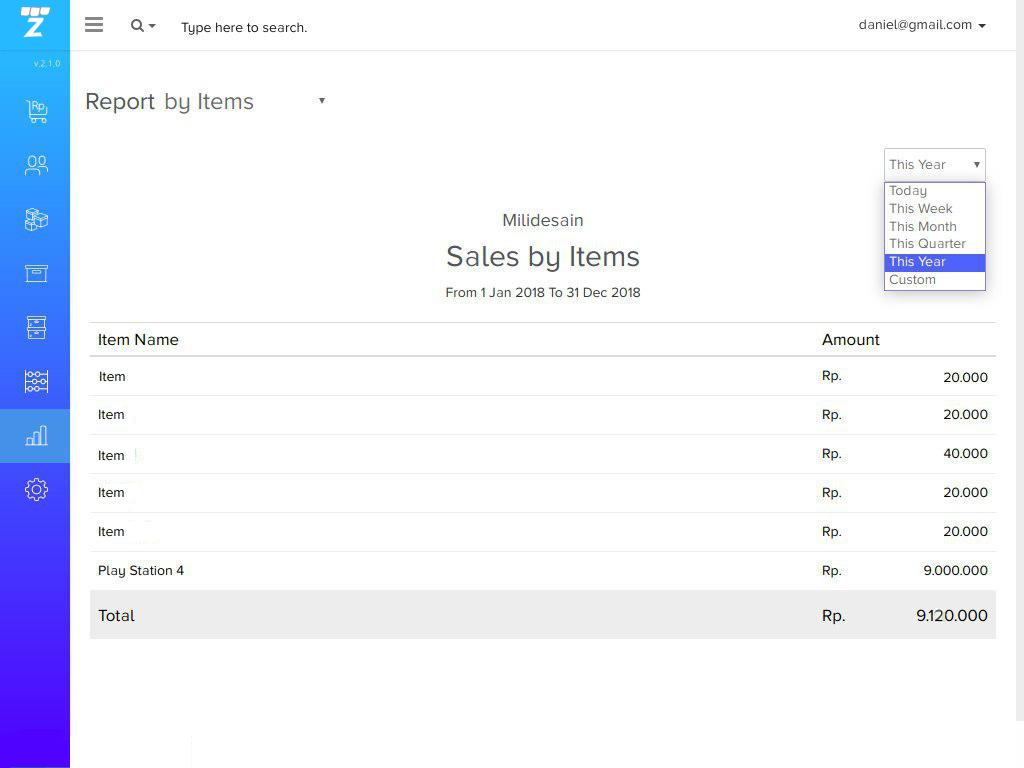 Type here to search.
daniel@gmail.com
v.2.1.0
Rp
Report by Items
This Year
Today
This Week
This Month
This Quarter
This Year
Custom
Milidesain
Sales by Items
From 1 Jan 2018 To 31 Dec 2018
Item Name Amount
Item Rp. 20.000
Item Rp. 20.000
Item Rp. 40.000
Item Rp. 20.000
Item Rp. 20.000
Play Station 4 Rp. 9.000.000
Total Rp. 9.120.000